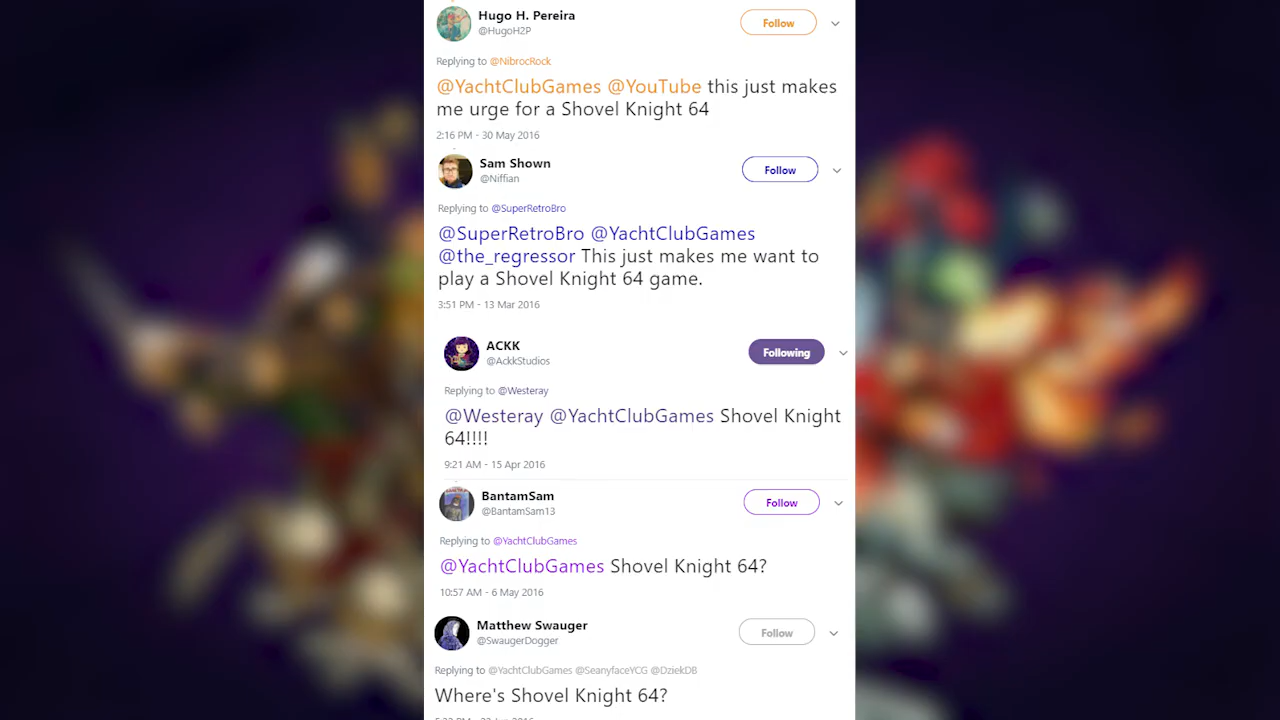 Hugo H. Pereira
@HugoH2P
Follow
Replying to @NibrocRock
@YachtClubGames @YouTube this just makes
me urge for a Shovel Knight 64
2:16 PM - 30 May 2016
Sam Shown
@Niffian
Follow
Replying to @SuperRetroBro
@SuperRetroBro @YachtClubGames
@the_regressor This just makes me want to
play a Shovel Knight 64 game.
3:51 PM - 13 Mar 2016
ACKK
@AckkStudios
Following
Replying to @Westeray
@Westeray @YachtClubGames Shovel Knight
64!!!!
9:21 AM - 15 Apr 2016
BantamSam
@BantamSam13
Follow
Replying to @YachtClubGames
@YachtClubGames Shovel Knight 64?
10:57 AM - 6 May 2016
Matthew Swauger
@SwaugerDogger
Follow
Replying to @YachtClubGames @SeanyfaceYCG @DziekDB
Where's Shovel Knight 64?